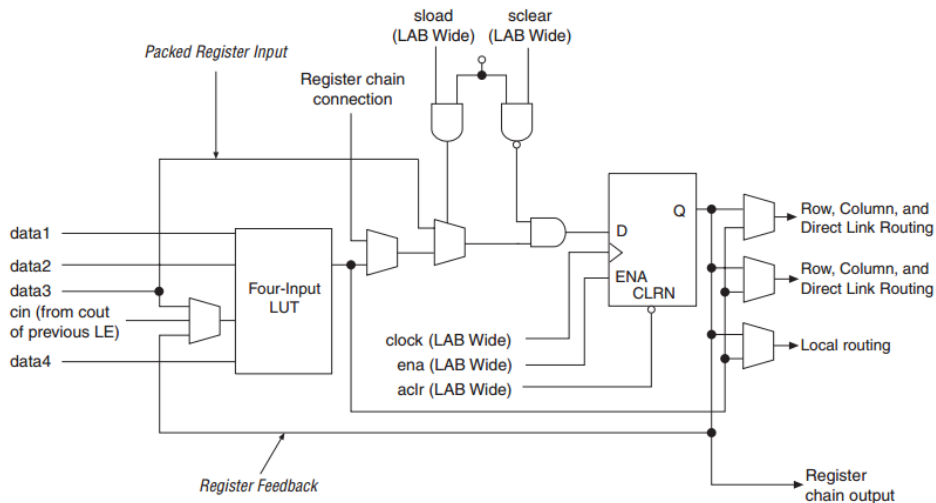 sload
(LAB Wide)
sclear
(LAB Wide)
Packed Register Input
Register chain
connection
data1
data2
data3
cin (from cout
of previous LE)
data4
Four-Input
LUT
D
Q
ENA
CLRN
clock (LAB Wide)
ena (LAB Wide)
aclr (LAB Wide)
Row, Column, and
Direct Link Routing
Row, Column, and
Direct Link Routing
Local routing
Register Feedback
Register
chain output